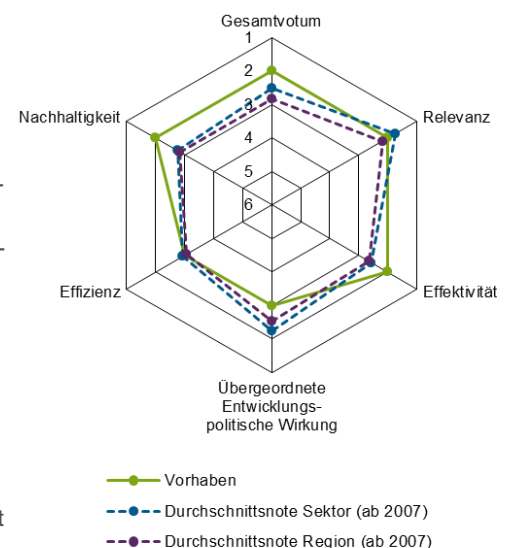 Gesamtvotum
1
2
3
4
5
6
Nachhaltigkeit
Relevanz
Effizienz
Effektivität
Übergeordnete
Entwicklungs-
politische Wirkung
Vorhaben
Durchschnittsnote Sektor (ab 2007)
Durchschnittsnote Region (ab 2007)